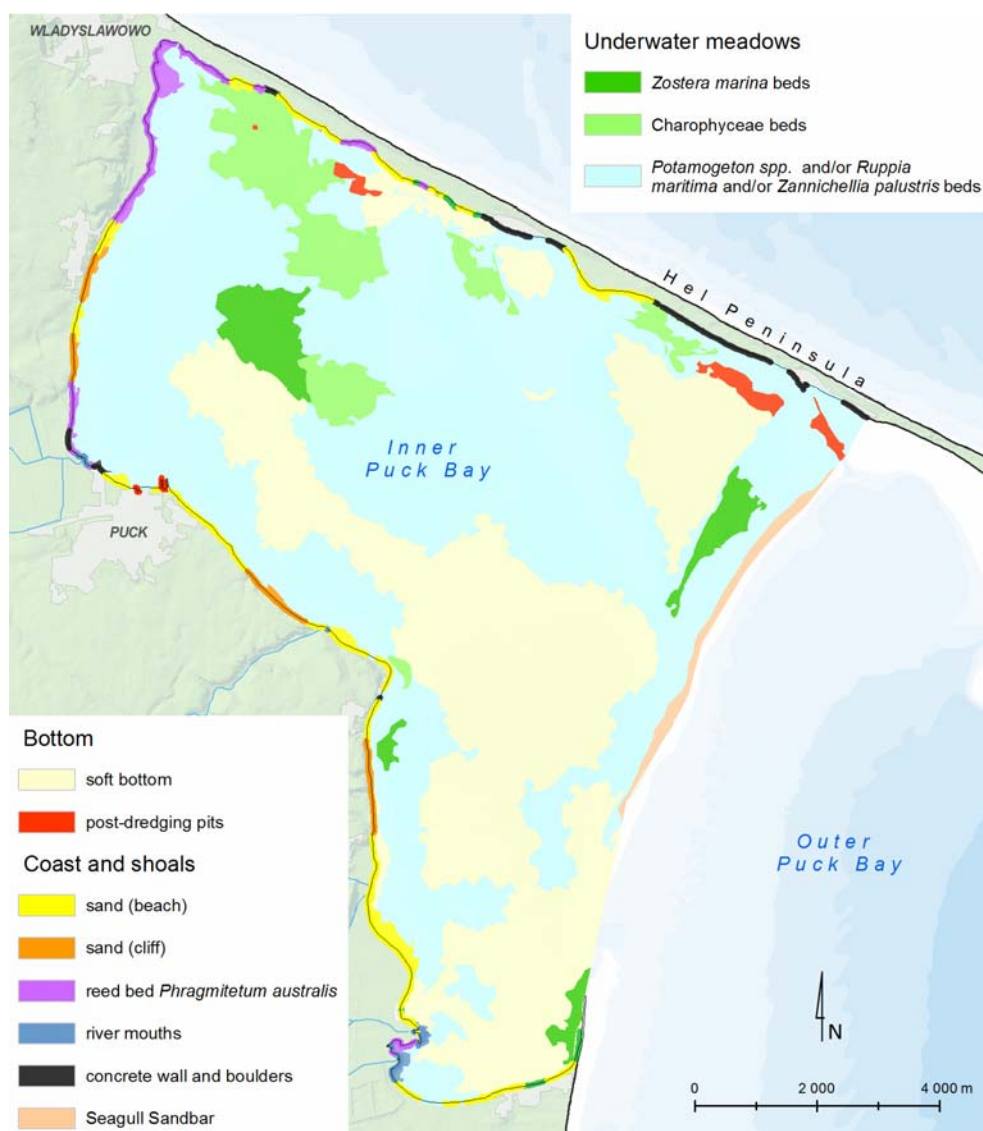 WLADYSLAWOWO
Underwater meadows
Zostera marina beds
Charophyceae beds
Potamogeton spp. and/or Ruppia
maritima and/or Zannichellia palustris beds
Hel Peninsula
Inner
Puck Bay
PUCK
Bottom
soft bottom
post-dredging pits
Coast and shoals
sand (beach)
sand (cliff)
reed bed Phragmitetum australis
river mouths
concrete wall and boulders
Seagull Sandbar
Outer
Puck Bay
N
0 2 000 4 000 m